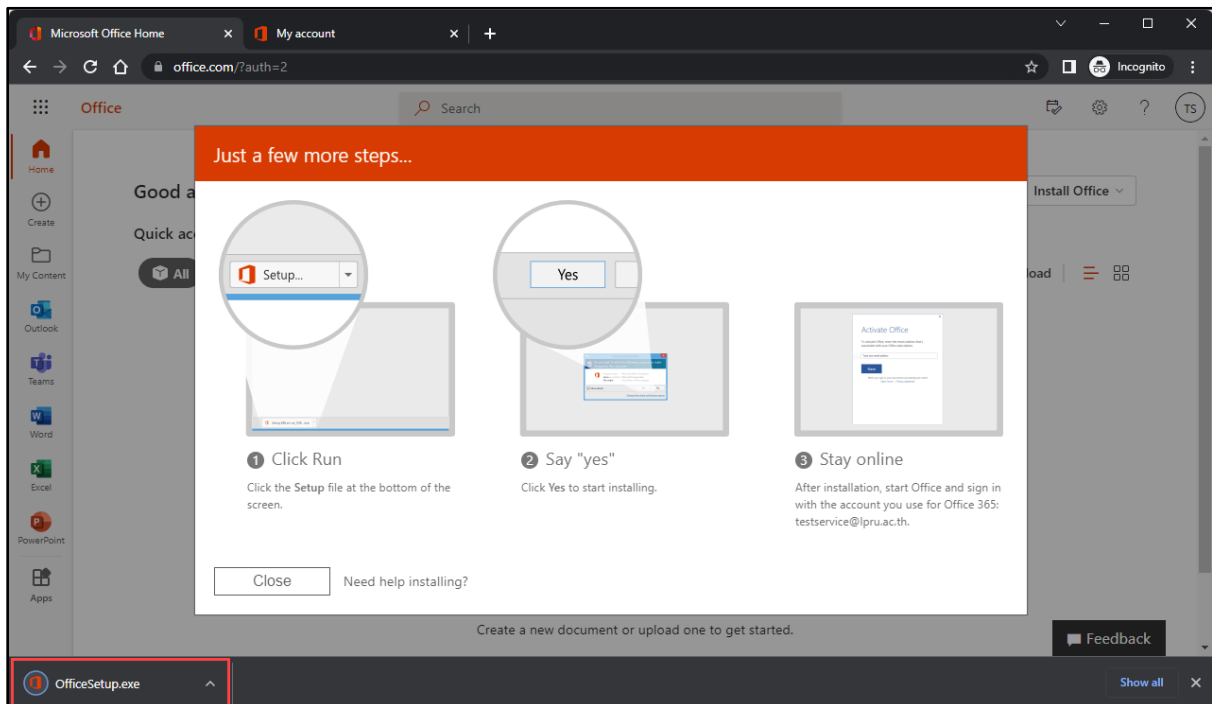 Microsoft Office Home
My account
office.com/?auth=2
Incognito
Office
Search
TS
Home
Create
My Content
Outlook
Teams
Word
Excel
PowerPoint
Apps
Good a
Install Office
Quick ac
All
load
Just a few more steps...
Setup...
Yes
Activate Office
1 Click Run
Click the Setup file at the bottom of the
screen.
2 Say "yes"
Click Yes to start installing.
3 Stay online
After installation, start Office and sign in
with the account you use for Office 365:
testservice@lpru.ac.th.
Close
Need help installing?
Create a new document or upload one to get started.
Feedback
OfficeSetup.exe
Show all